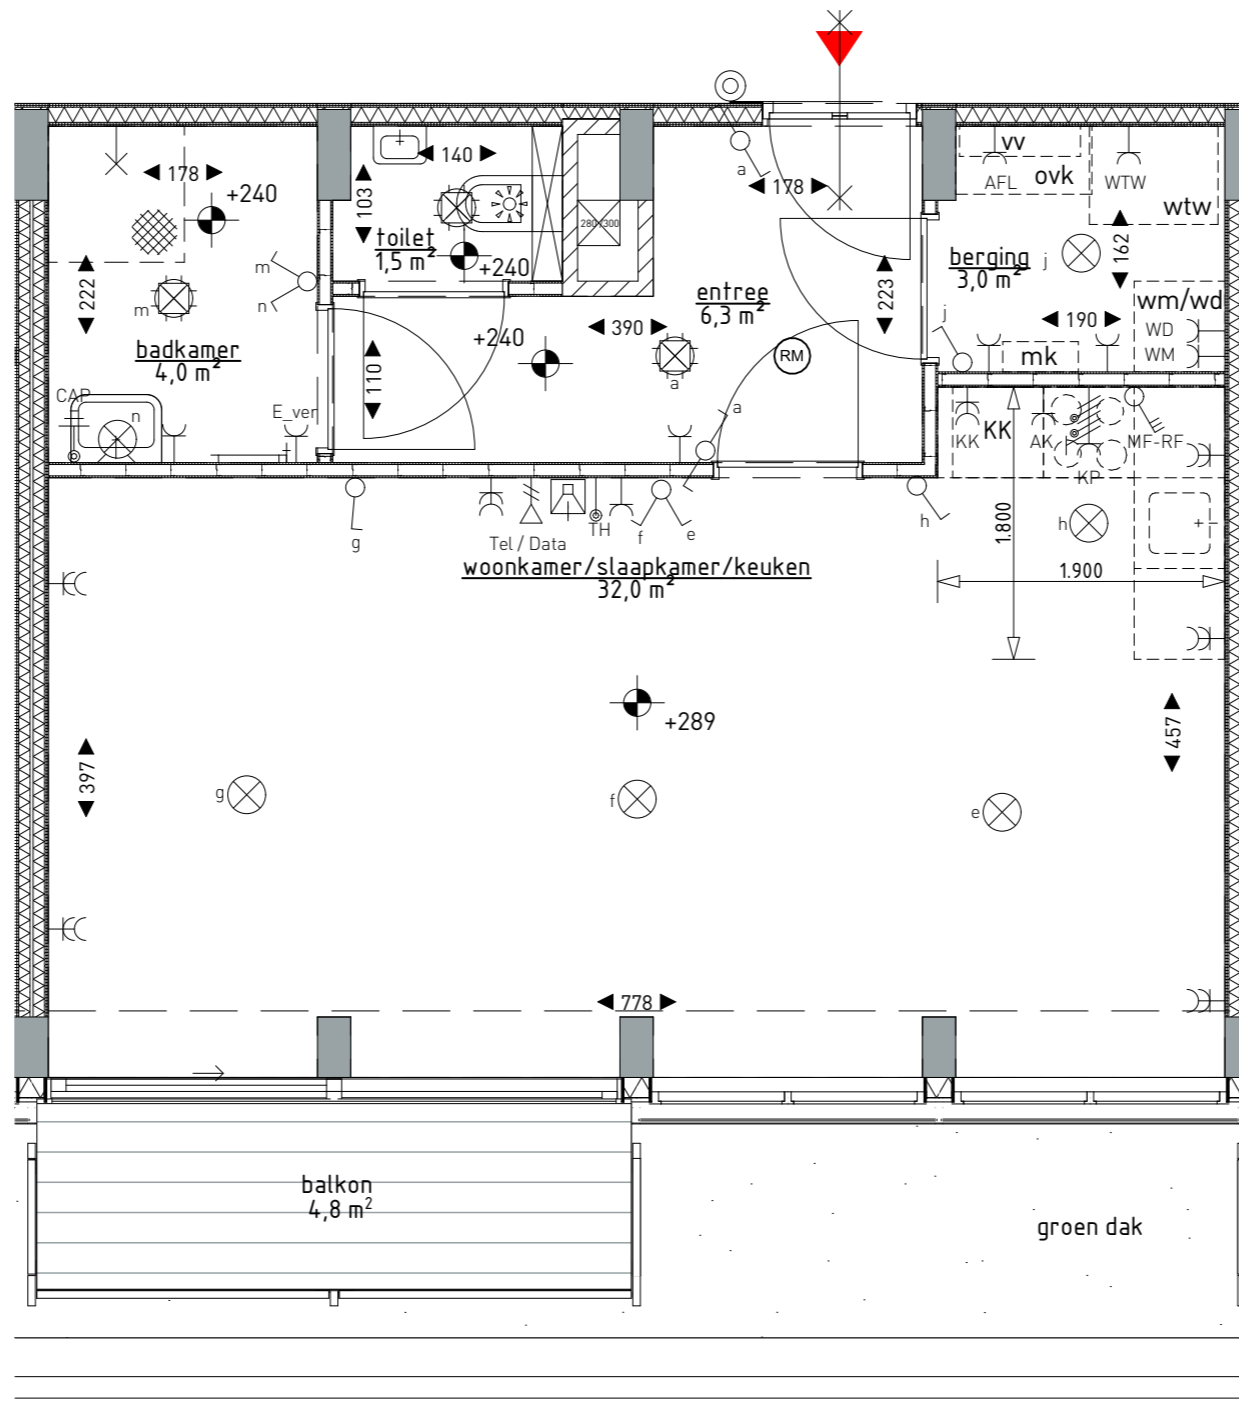 vv
a
140
178
+240
103
178
AFL
ovk
WTW
wtw
280/300
toilet
1,5 m²
+240
m
n
222
m
entree
6,3 m²
223
berging
3,0 m²
j
162
wm/wd
WD
WM
190
j
mk
390
+240
RM
a
badkamer
4,0 m²
110
CAP
n
E_ver
a
IKK
KK
AK
MF-RF
KP
g
Tel / Data
TH
f
e
h
h
1.800
1.900
woonkamer/slaapkamer/keuken
32,0 m²
+289
457
397
g
f
e
778
balkon
4,8 m²
groen dak